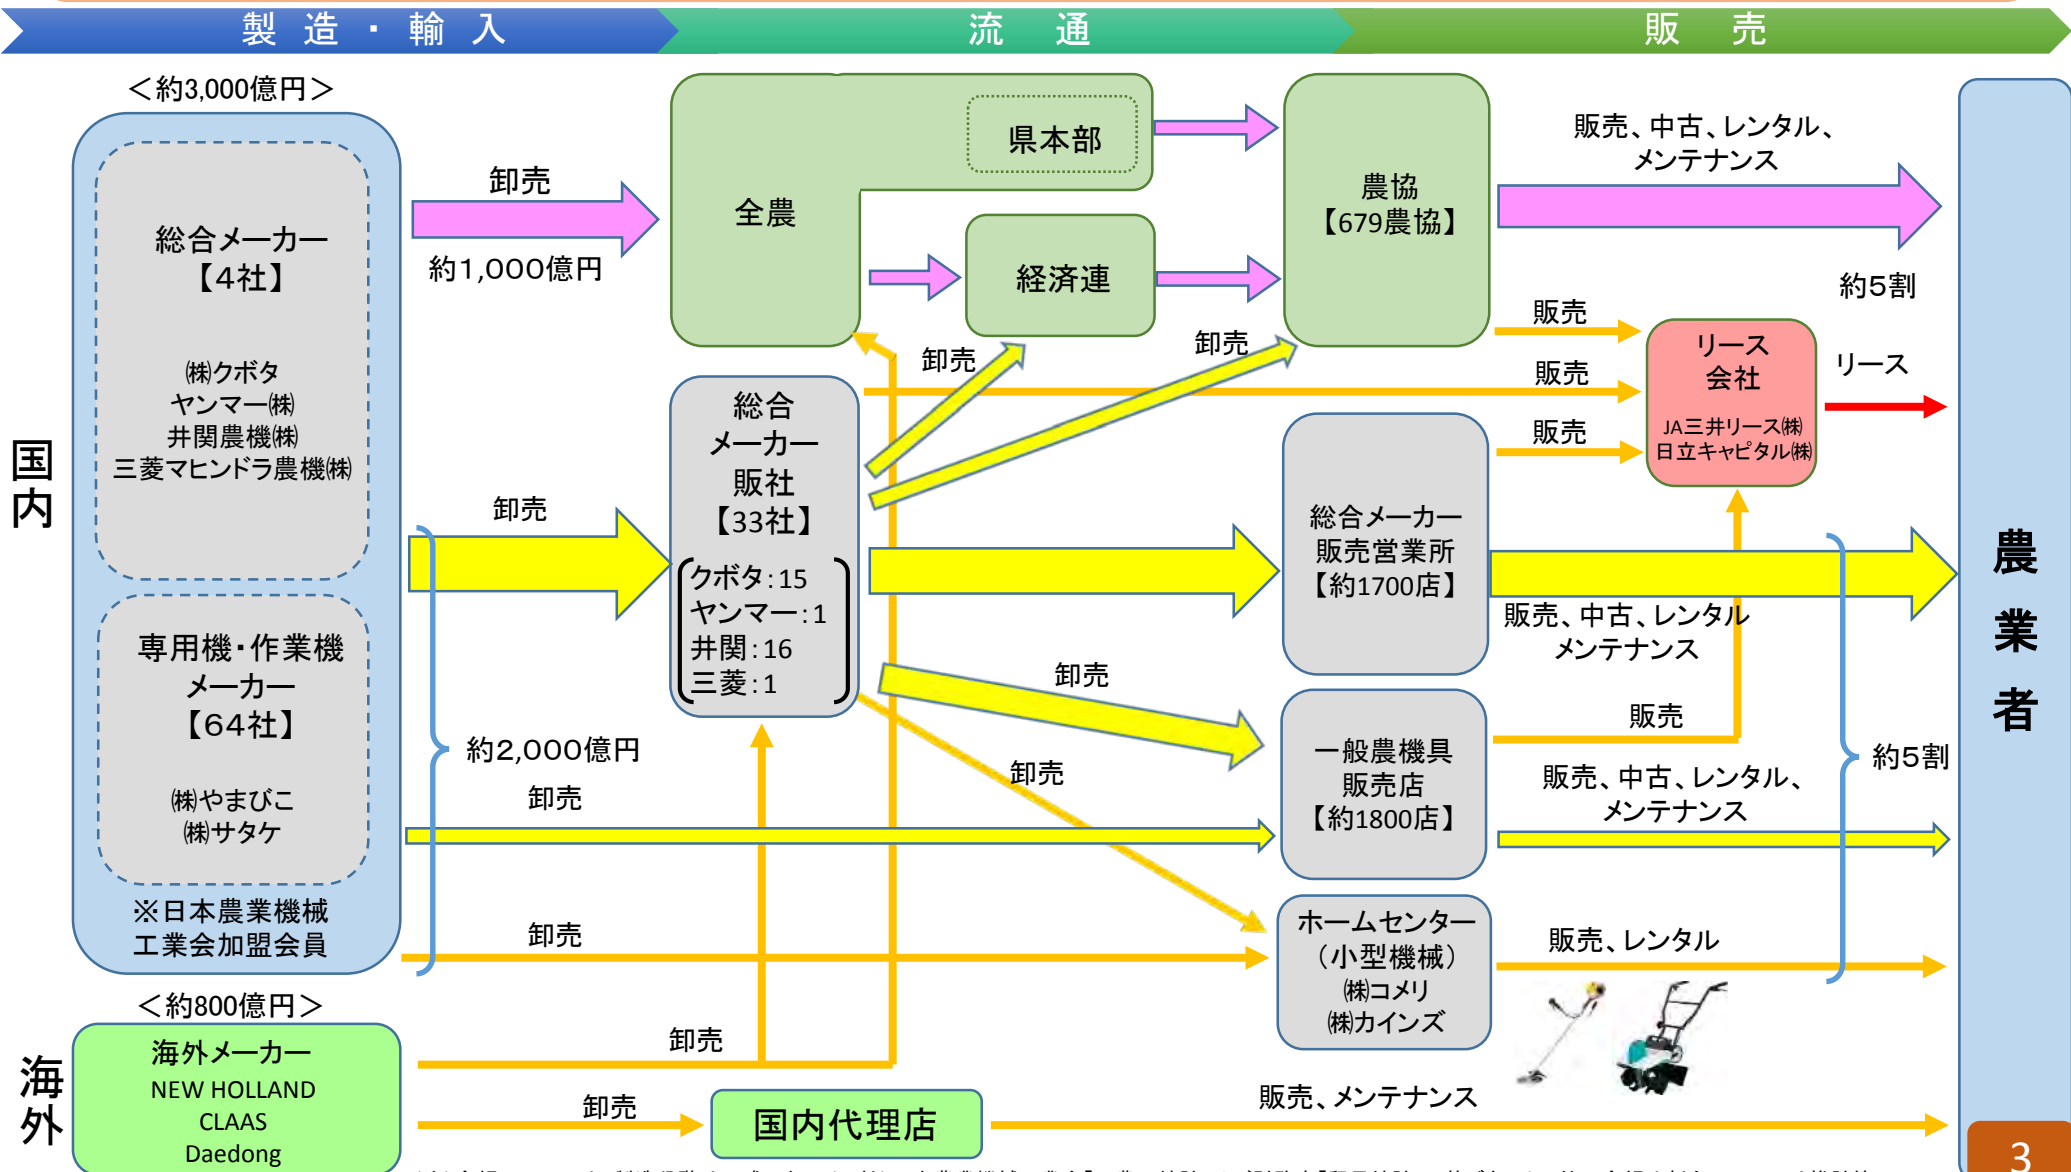 製 造 ・ 輸 入
流 通
販 売
国内
<約3,000億円>
総合メーカー
【4社】
㈱クボタ
ヤンマー㈱
井関農機㈱
三菱マヒンドラ農機㈱
専用機・作業機
メーカー
【64社】
㈱やまびこ
㈱サタケ
※日本農業機械
工業会加盟会員
卸売
約1,000億円
卸売
約2,000億円
卸売
卸売
全農
県本部
経済連
総合
メーカー
販社
【33社】
クボタ:15
ヤンマー:1
井関:16
三菱:1
卸売
卸売
卸売
卸売
農協
【679農協】
総合メーカー
販売営業所
【約1700店】
一般農機具
販売店
【約1800店】
ホームセンター
(小型機械)
㈱コメリ
㈱カインズ
販売、中古、レンタル、
メンテナンス
約5割
販売
販売
販売
リース
会社
JA三井リース㈱
日立キャピタル㈱
リース
販売、中古、レンタル
メンテナンス
販売
販売、中古、レンタル、
メンテナンス
約5割
販売、レンタル
農業者
海外
<約800億円>
海外メーカー
NEW HOLLAND
CLAAS
Daedong
卸売
卸売
国内代理店
販売、メンテナンス
3